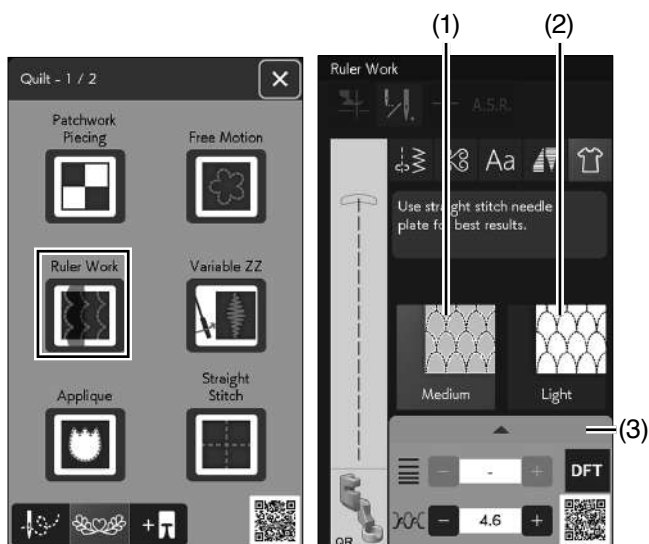 (1)
(2)
Quilt - 1 / 2
Patchwork
Piecing
Free Motion
Ruler Work
Variable ZZ
Applique
Straight
Stitch
Ruler Work
A.S.R.
Aa
Use straight stitch needle
plate for best results.
Medium
Light
(3)
-
DFT
4.6
QR